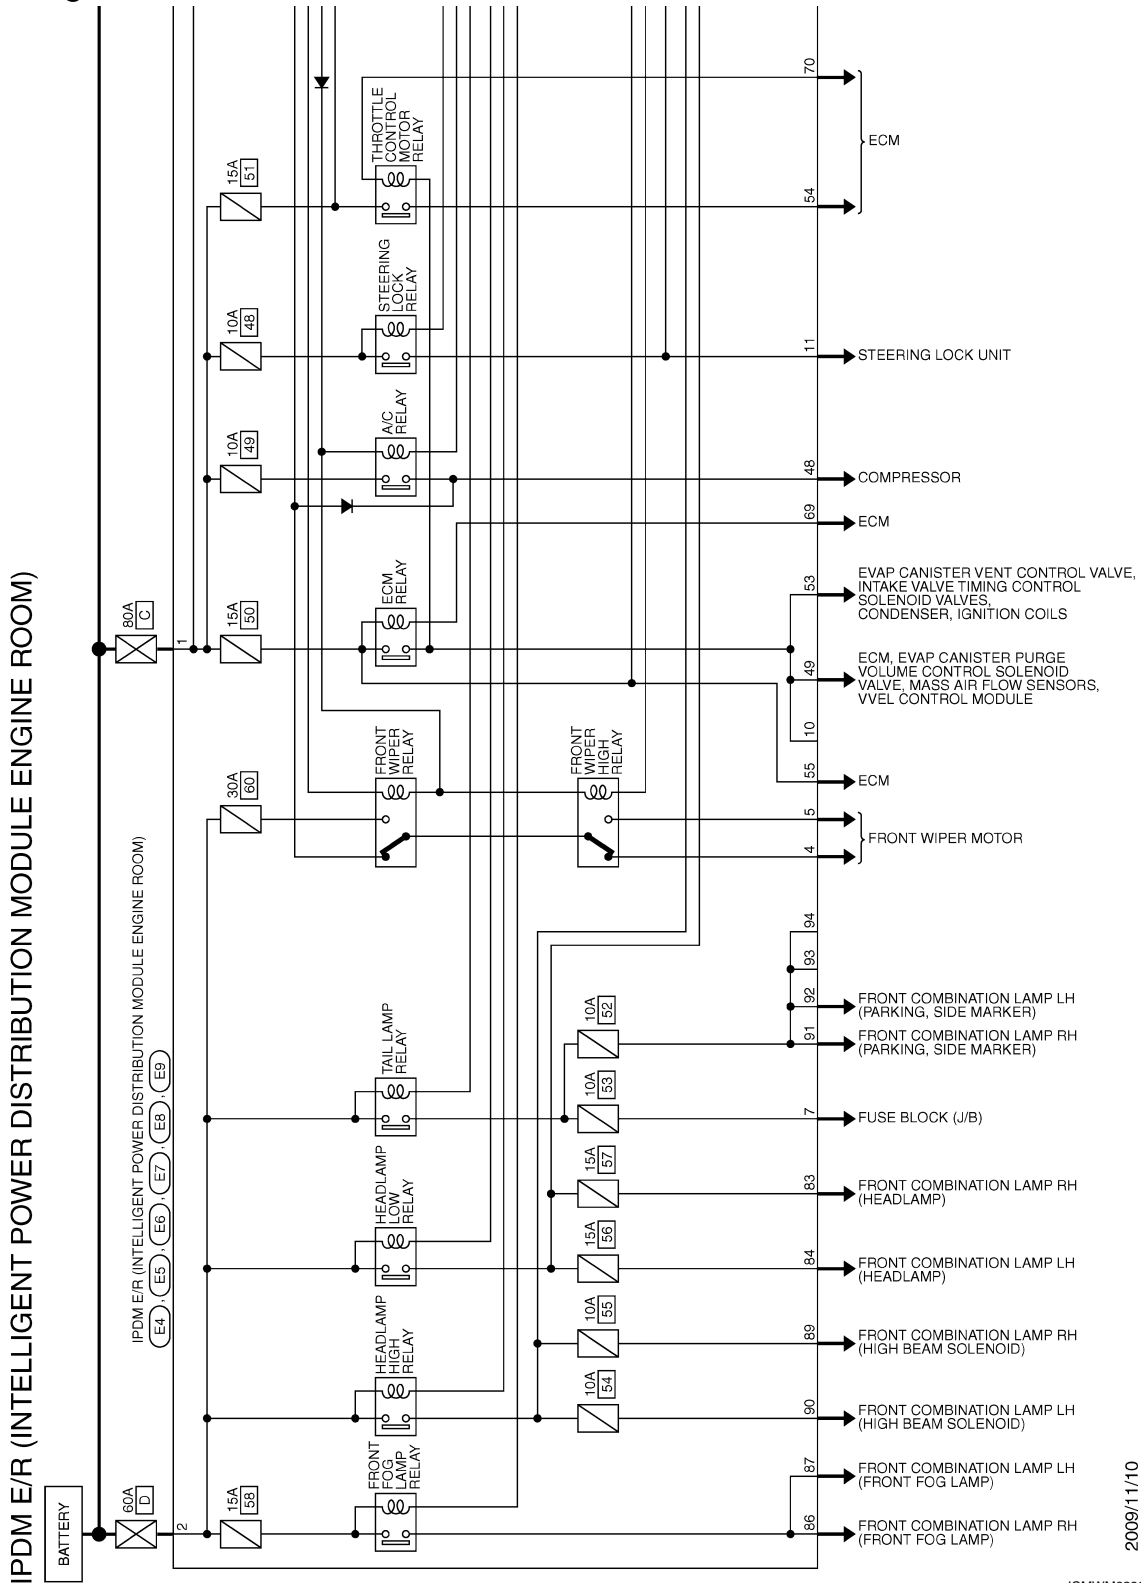 IPDM E/R (INTELLIGENT POWER DISTRIBUTION MODULE ENGINE ROOM)
70
THROTTLE
CONTROL
MOTOR
RELAY
ECM
15A
51
54
STEERING
LOCK
RELAY
10A
48
11
STEERING LOCK UNIT
A/C
RELAY
10A
49
48
COMPRESSOR
69
ECM
80A
C
1
15A
50
ECM
RELAY
53
EVAP CANISTER VENT CONTROL VALVE,
INTAKE VALVE TIMING CONTROL
SOLENOID VALVES,
CONDENSER, IGNITION COILS
49
ECM, EVAP CANISTER PURGE
VOLUME CONTROL SOLENOID
VALVE, MASS AIR FLOW SENSORS,
VVEL CONTROL MODULE
10
FRONT
WIPER
RELAY
FRONT
WIPER
HIGH
RELAY
55
ECM
30A
60
5
4
FRONT WIPER MOTOR
IPDM E/R (INTELLIGENT POWER DISTRIBUTION MODULE ENGINE ROOM)
E4 , E5 , E6 , E7 , E8 , E9
94
93
92
FRONT COMBINATION LAMP LH
(PARKING, SIDE MARKER)
10A
52
91
FRONT COMBINATION LAMP RH
(PARKING, SIDE MARKER)
TAIL LAMP
RELAY
10A
53
7
FUSE BLOCK (J/B)
15A
57
83
FRONT COMBINATION LAMP RH
(HEADLAMP)
HEADLAMP
LOW
RELAY
15A
56
84
FRONT COMBINATION LAMP LH
(HEADLAMP)
10A
55
89
FRONT COMBINATION LAMP RH
(HIGH BEAM SOLENOID)
HEADLAMP
HIGH
RELAY
10A
54
90
FRONT COMBINATION LAMP LH
(HIGH BEAM SOLENOID)
87
FRONT COMBINATION LAMP LH
(FRONT FOG LAMP)
BATTERY
60A
D
2
15A
58
FRONT
FOG
LAMP
RELAY
86
FRONT COMBINATION LAMP RH
(FRONT FOG LAMP)
2009/11/10